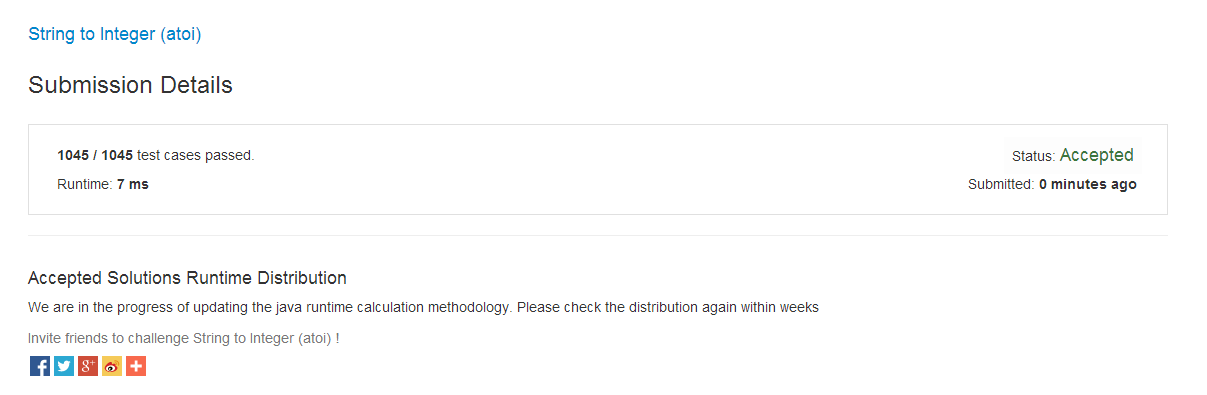 String to Integer (atoi)
Submission Details
1045 / 1045 test cases passed.
Status: Accepted
Runtime: 7 ms
Submitted: 0 minutes ago
Accepted Solutions Runtime Distribution
We are in the progress of updating the java runtime calculation methodology. Please check the distribution again within weeks
Invite friends to challenge String to Integer (atoi) !